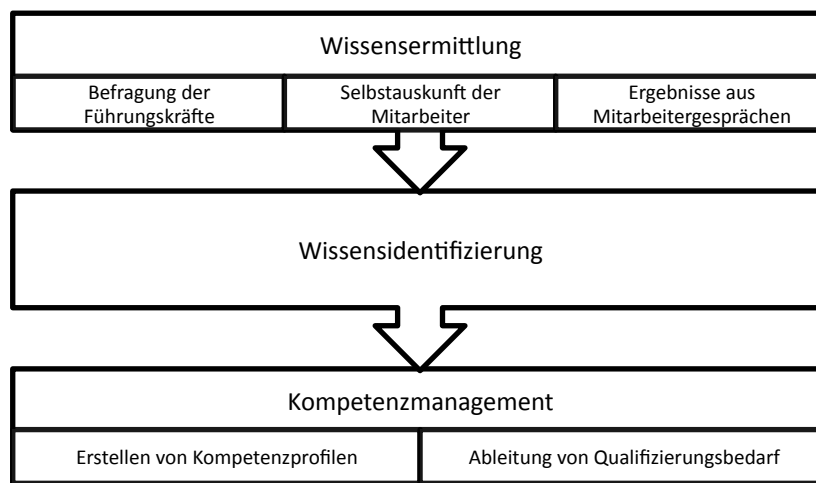 Wissensermittlung
Befragung der
Führungskräfte
Selbstauskunft der
Mitarbeiter
Ergebnisse aus
Mitarbeitergesprächen
Wissensidentifizierung
Kompetenzmanagement
Erstellen von Kompetenzprofilen
Ableitung von Qualifizierungsbedarf